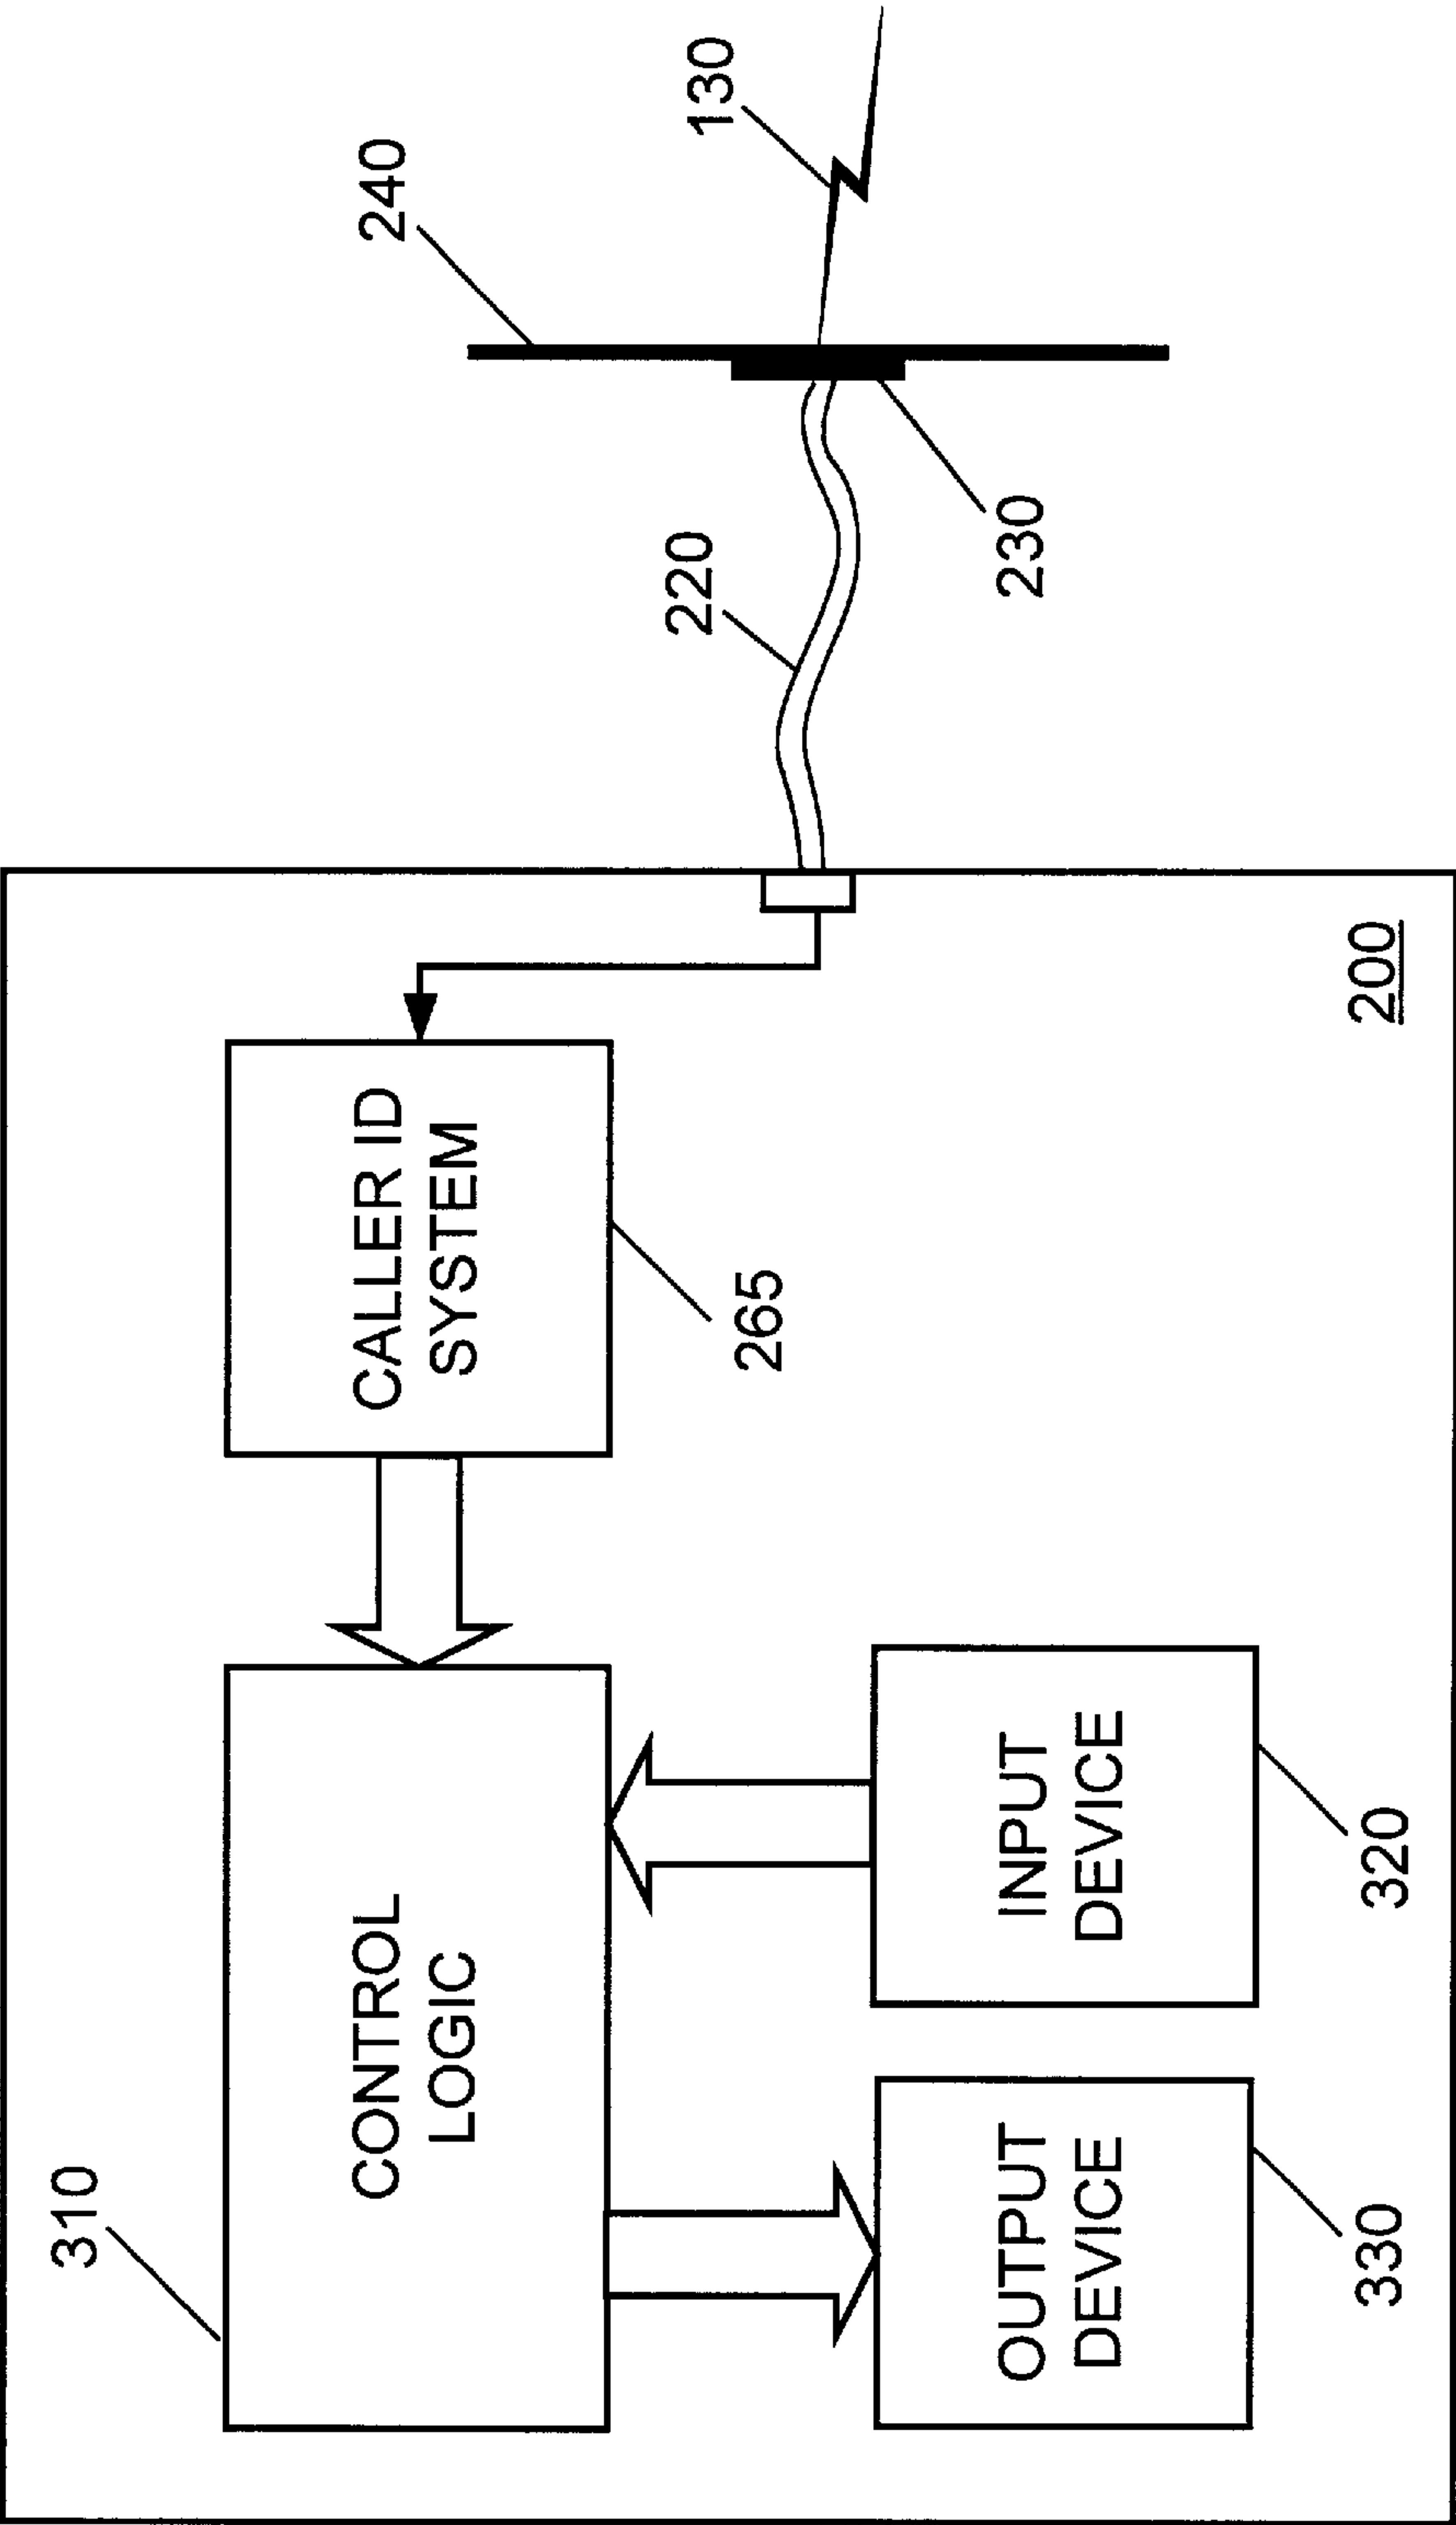 310
CONTROL
LOGIC
CALLER ID
SYSTEM
265
OUTPUT
DEVICE
330
INPUT
DEVICE
320
200
220
230
240
130